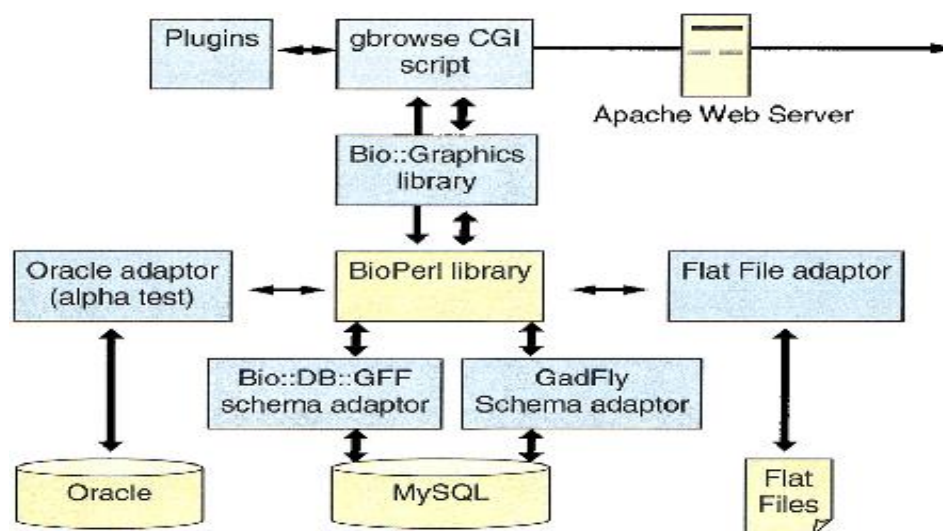 Plugins
gbrowse CGI
script
Apache Web Server
Bio::Graphics
library
Oracle adaptor
(alpha test)
BioPerl library
Flat File adaptor
Bio::DB::GFF
schema adaptor
GadFly
Schema adaptor
Oracle
MySQL
Flat
Files